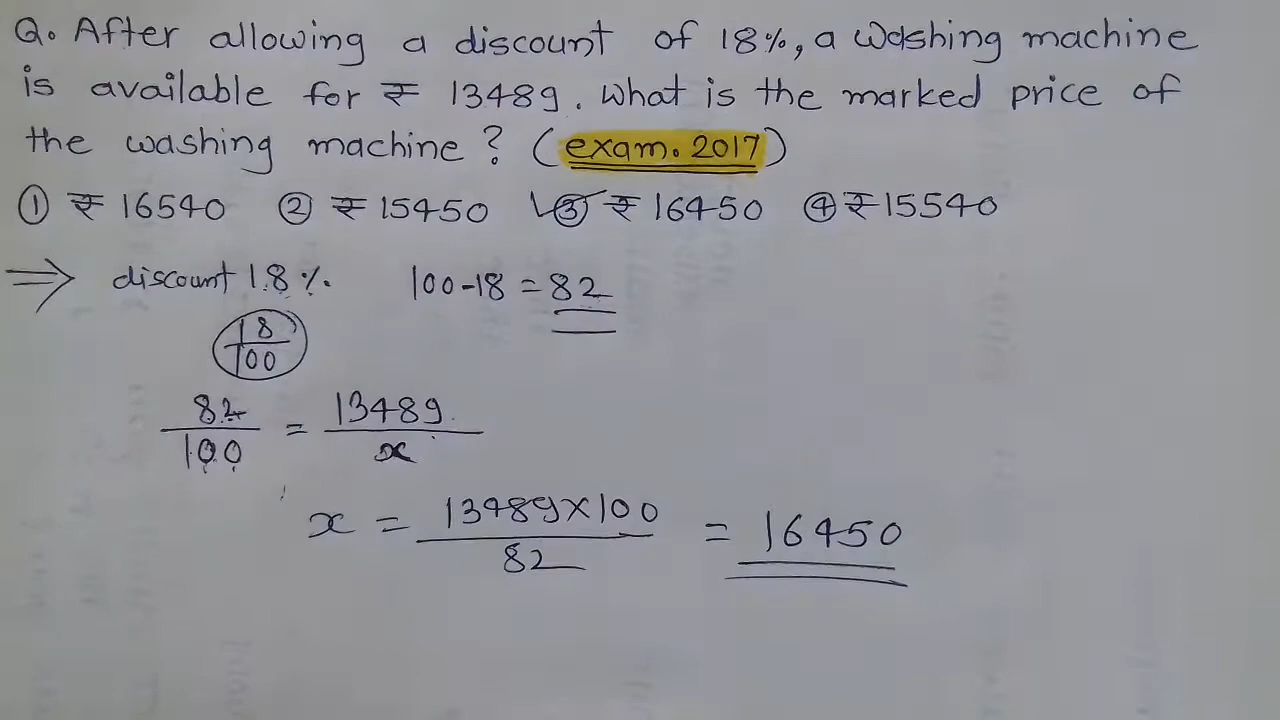 Q. After allowing a discount of 18%, a washing machine
is available for ₹ 13489. What is the marked price of
the washing machine? (exam. 2017)
① ₹ 16540 ② ₹ 15450 ③ ₹ 16450 ④ ₹ 15540
⇒ discount 18% 100-18 = 82
18
100
82 = 13489
100 x
x = 13489×100 = 16450
82